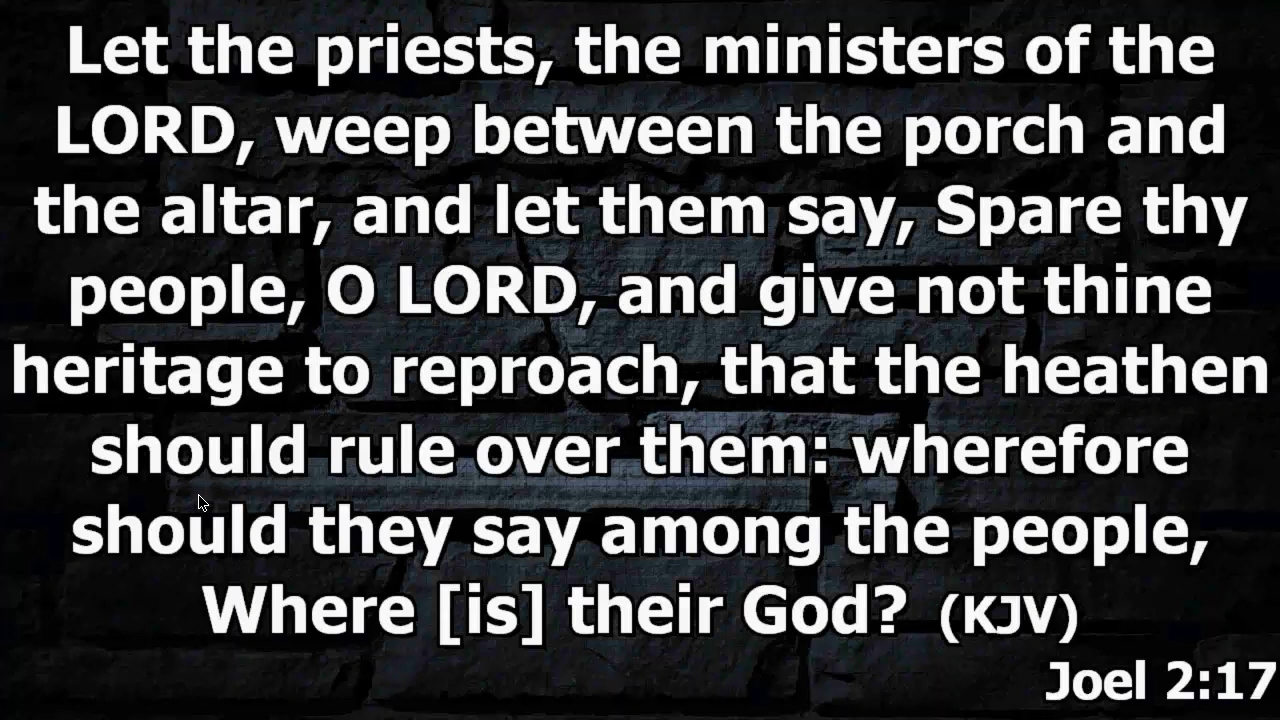 Let the priests, the ministers of the
LORD, weep between the porch and
the altar, and let them say, Spare thy
people, O LORD, and give not thine
heritage to reproach, that the heathen
should rule over them: wherefore
should they say among the people,
Where [is] their God? (KJV)
Joel 2:17